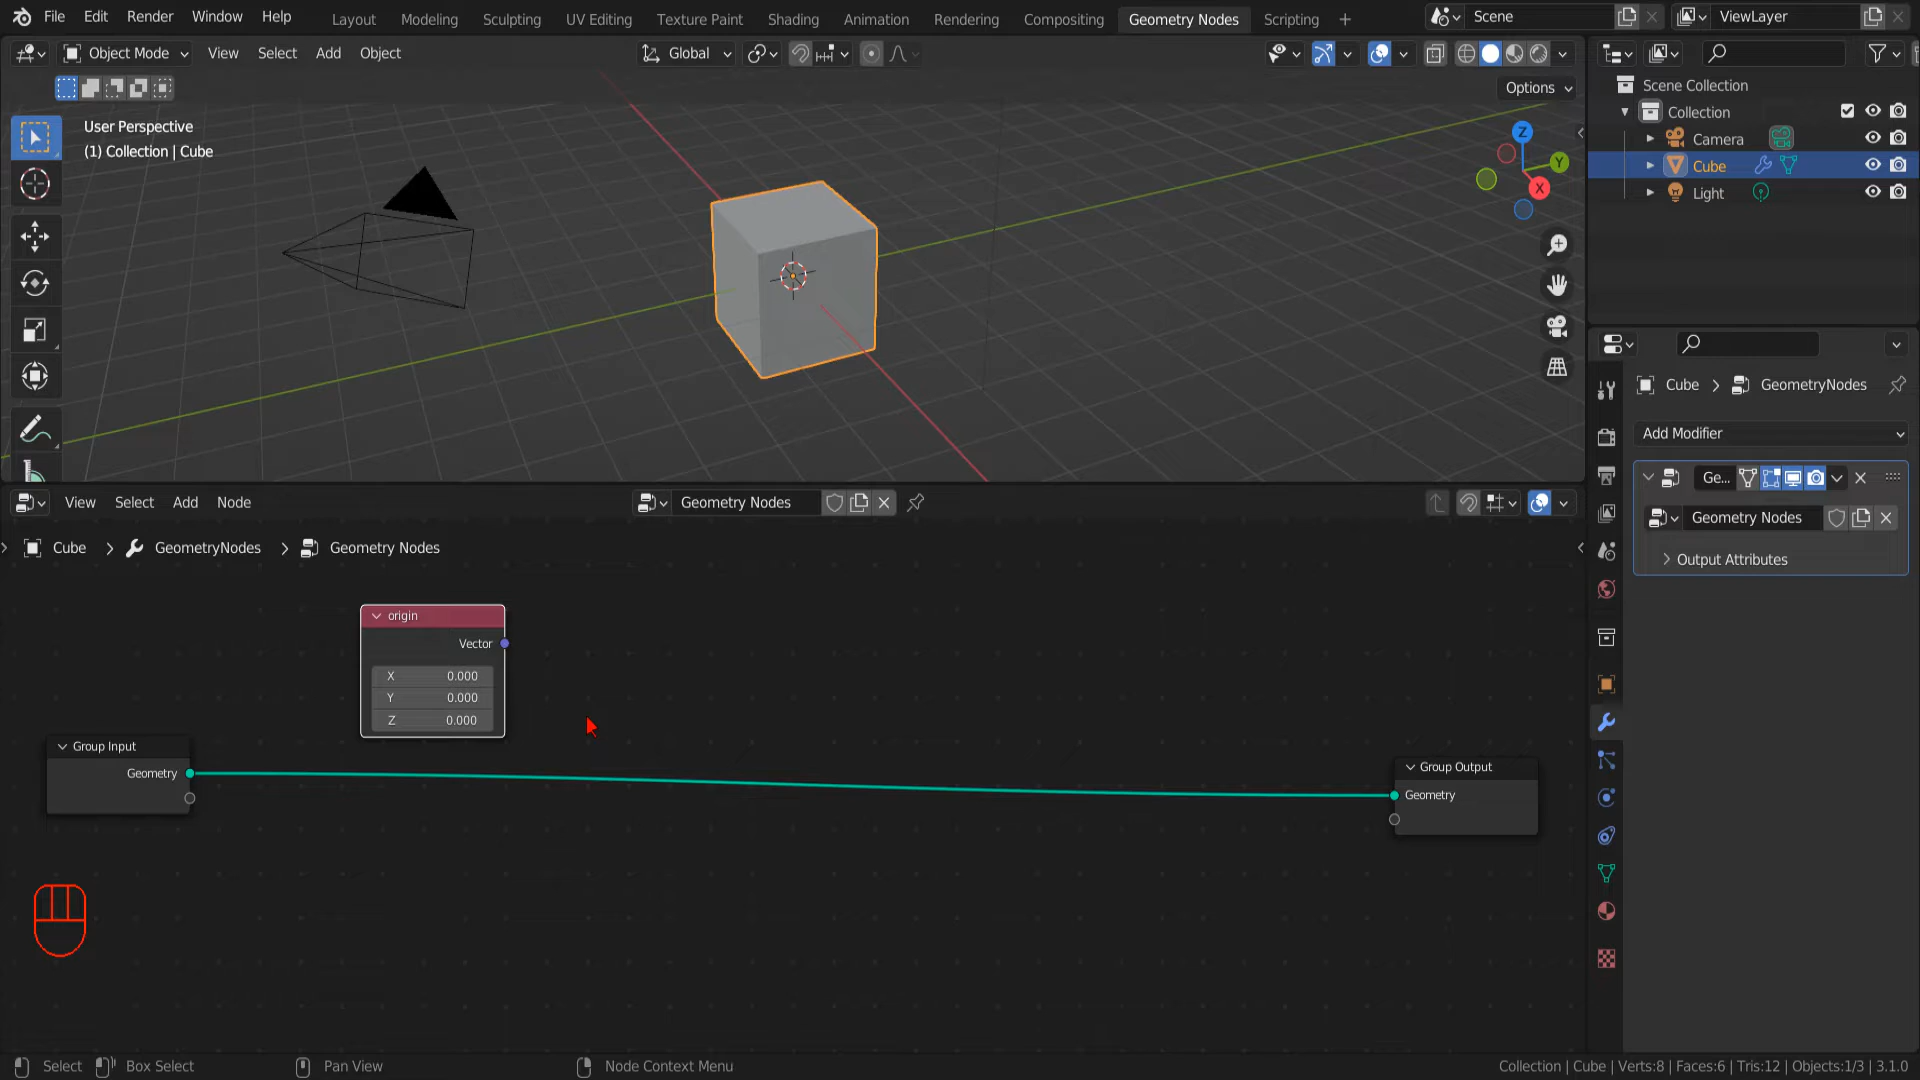 File Edit Render Window Help
Layout Modeling Sculpting UV Editing Texture Paint Shading Animation Rendering Compositing Geometry Nodes Scripting +
Scene
ViewLayer
Object Mode View Select Add Object
Global
Options
User Perspective
(1) Collection | Cube
Z
Y
X
Scene Collection
Collection
Camera
Cube
Light
Cube > GeometryNodes
Add Modifier
Ge...
Geometry Nodes
Output Attributes
View Select Add Node
Geometry Nodes
Cube > GeometryNodes > Geometry Nodes
origin
Vector
X 0.000
Y 0.000
Z 0.000
Group Input
Geometry
Group Output
Geometry
Select Box Select Pan View Node Context Menu
Collection | Cube | Verts:8 | Faces:6 | Tris:12 | Objects:1/3 | 3.1.0